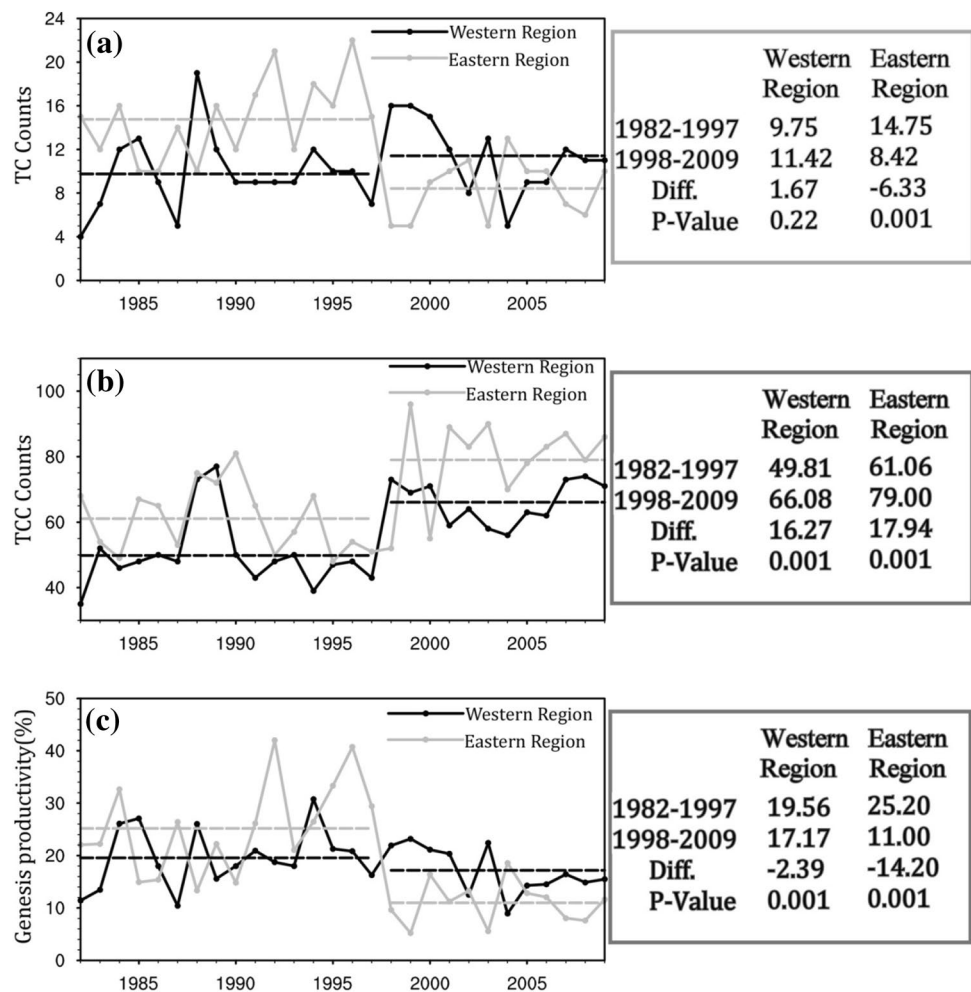 (a)
TC Counts
24
20
16
12
8
4
0
Western Region
Eastern Region
1985 1990 1995 2000 2005
Western Eastern
Region Region
1982-1997 9.75 14.75
1998-2009 11.42 8.42
Diff. 1.67 -6.33
P-Value 0.22 0.001
(b)
TCC Counts
100
80
60
40
Western Region
Eastern Region
1985 1990 1995 2000 2005
Western Eastern
Region Region
1982-1997 49.81 61.06
1998-2009 66.08 79.00
Diff. 16.27 17.94
P-Value 0.001 0.001
(c)
Genesis productivity(%)
50
40
30
20
10
0
Western Region
Eastern Region
1985 1990 1995 2000 2005
Western Eastern
Region Region
1982-1997 19.56 25.20
1998-2009 17.17 11.00
Diff. -2.39 -14.20
P-Value 0.001 0.001